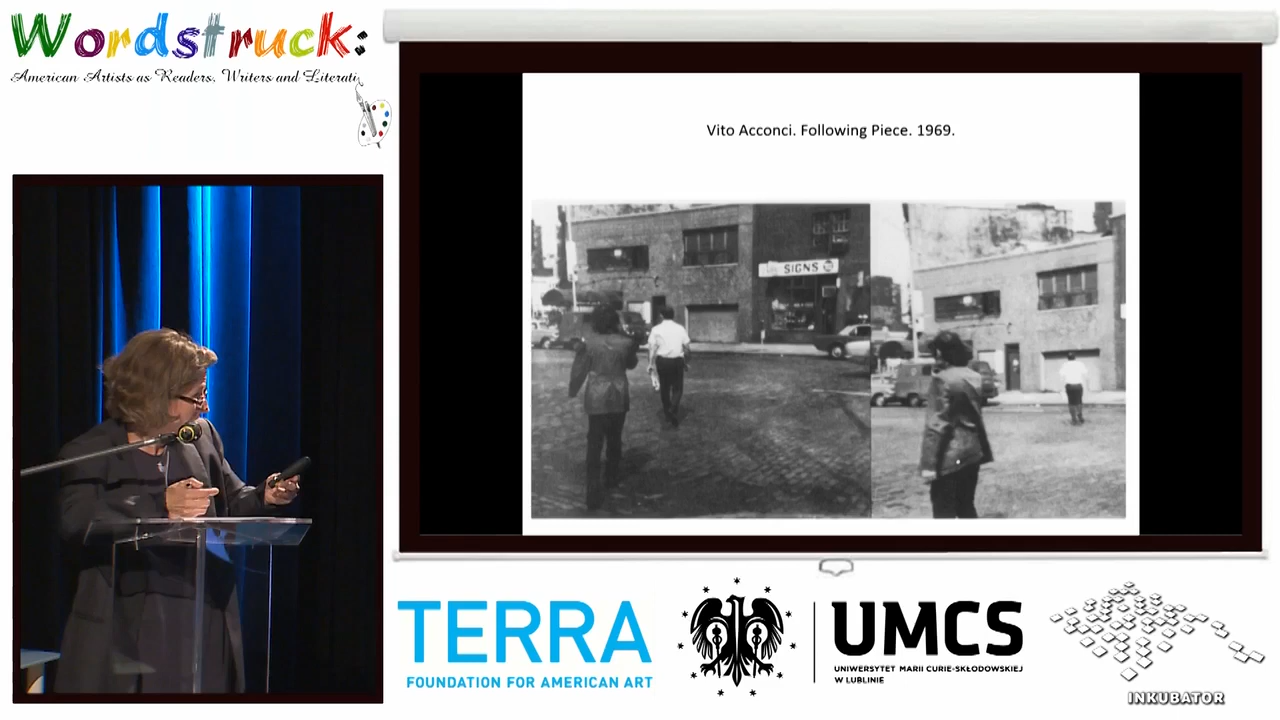 Wordstruck:
American Artists as Readers, Writers and Literati
Vito Acconci. Following Piece. 1969.
SIGNS
TERRA
FOUNDATION FOR AMERICAN ART
UMCS
UNIWERSYTET MARII CURIE-SKŁODOWSKIEJ
W LUBLINIE
INKUBATOR